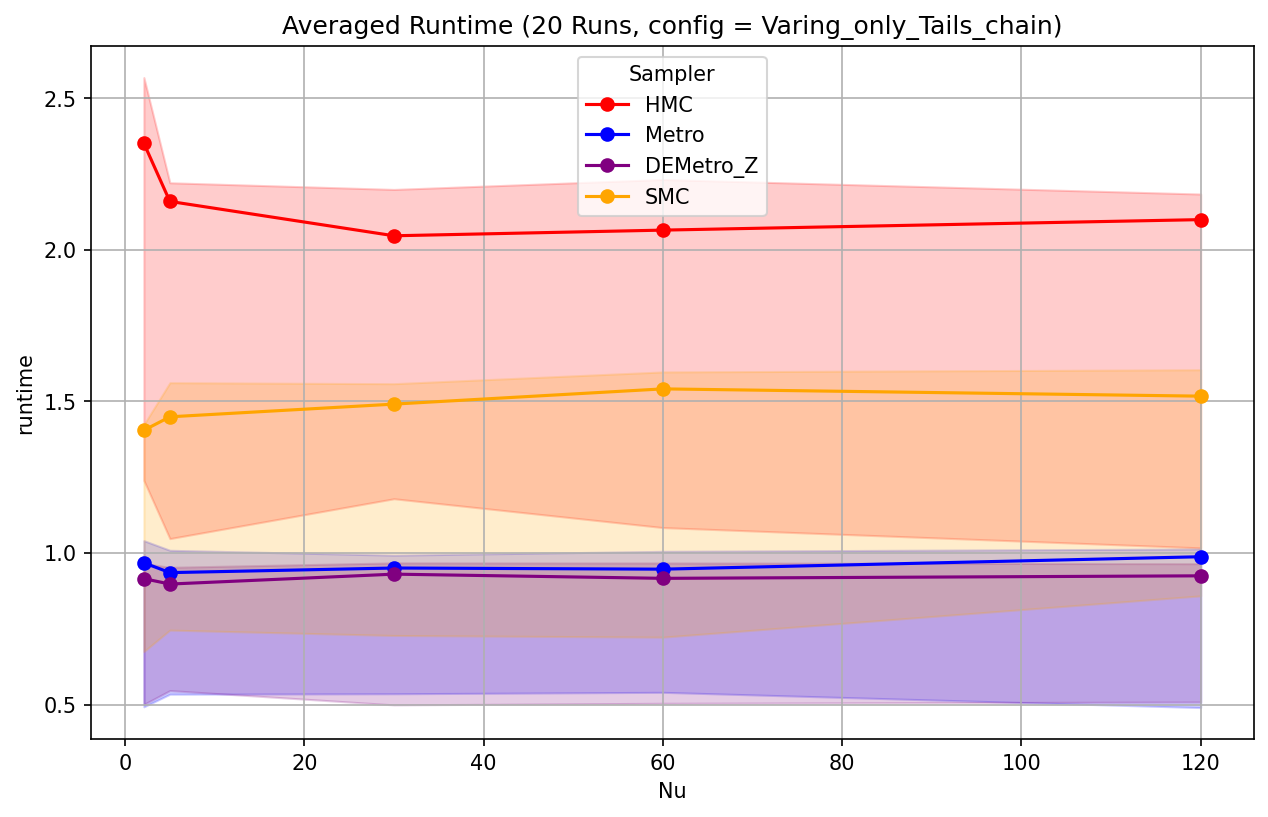 Averaged Runtime (20 Runs, config = Varing_only_Tails_chain)
Sampler
HMC
Metro
DEMetro_Z
SMC
runtime
2.5
2.0
1.5
1.0
0.5
0
20
40
60
80
100
120
Nu